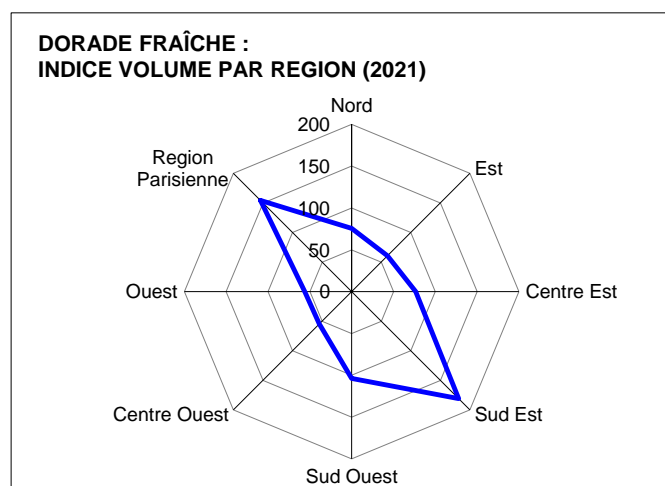 DORADE FRAÎCHE :
INDICE VOLUME PAR REGION (2021)
Nord
200
Region
Parisienne
150
Est
100
50
Ouest
0
Centre Est
Centre Ouest
Sud Est
Sud Ouest